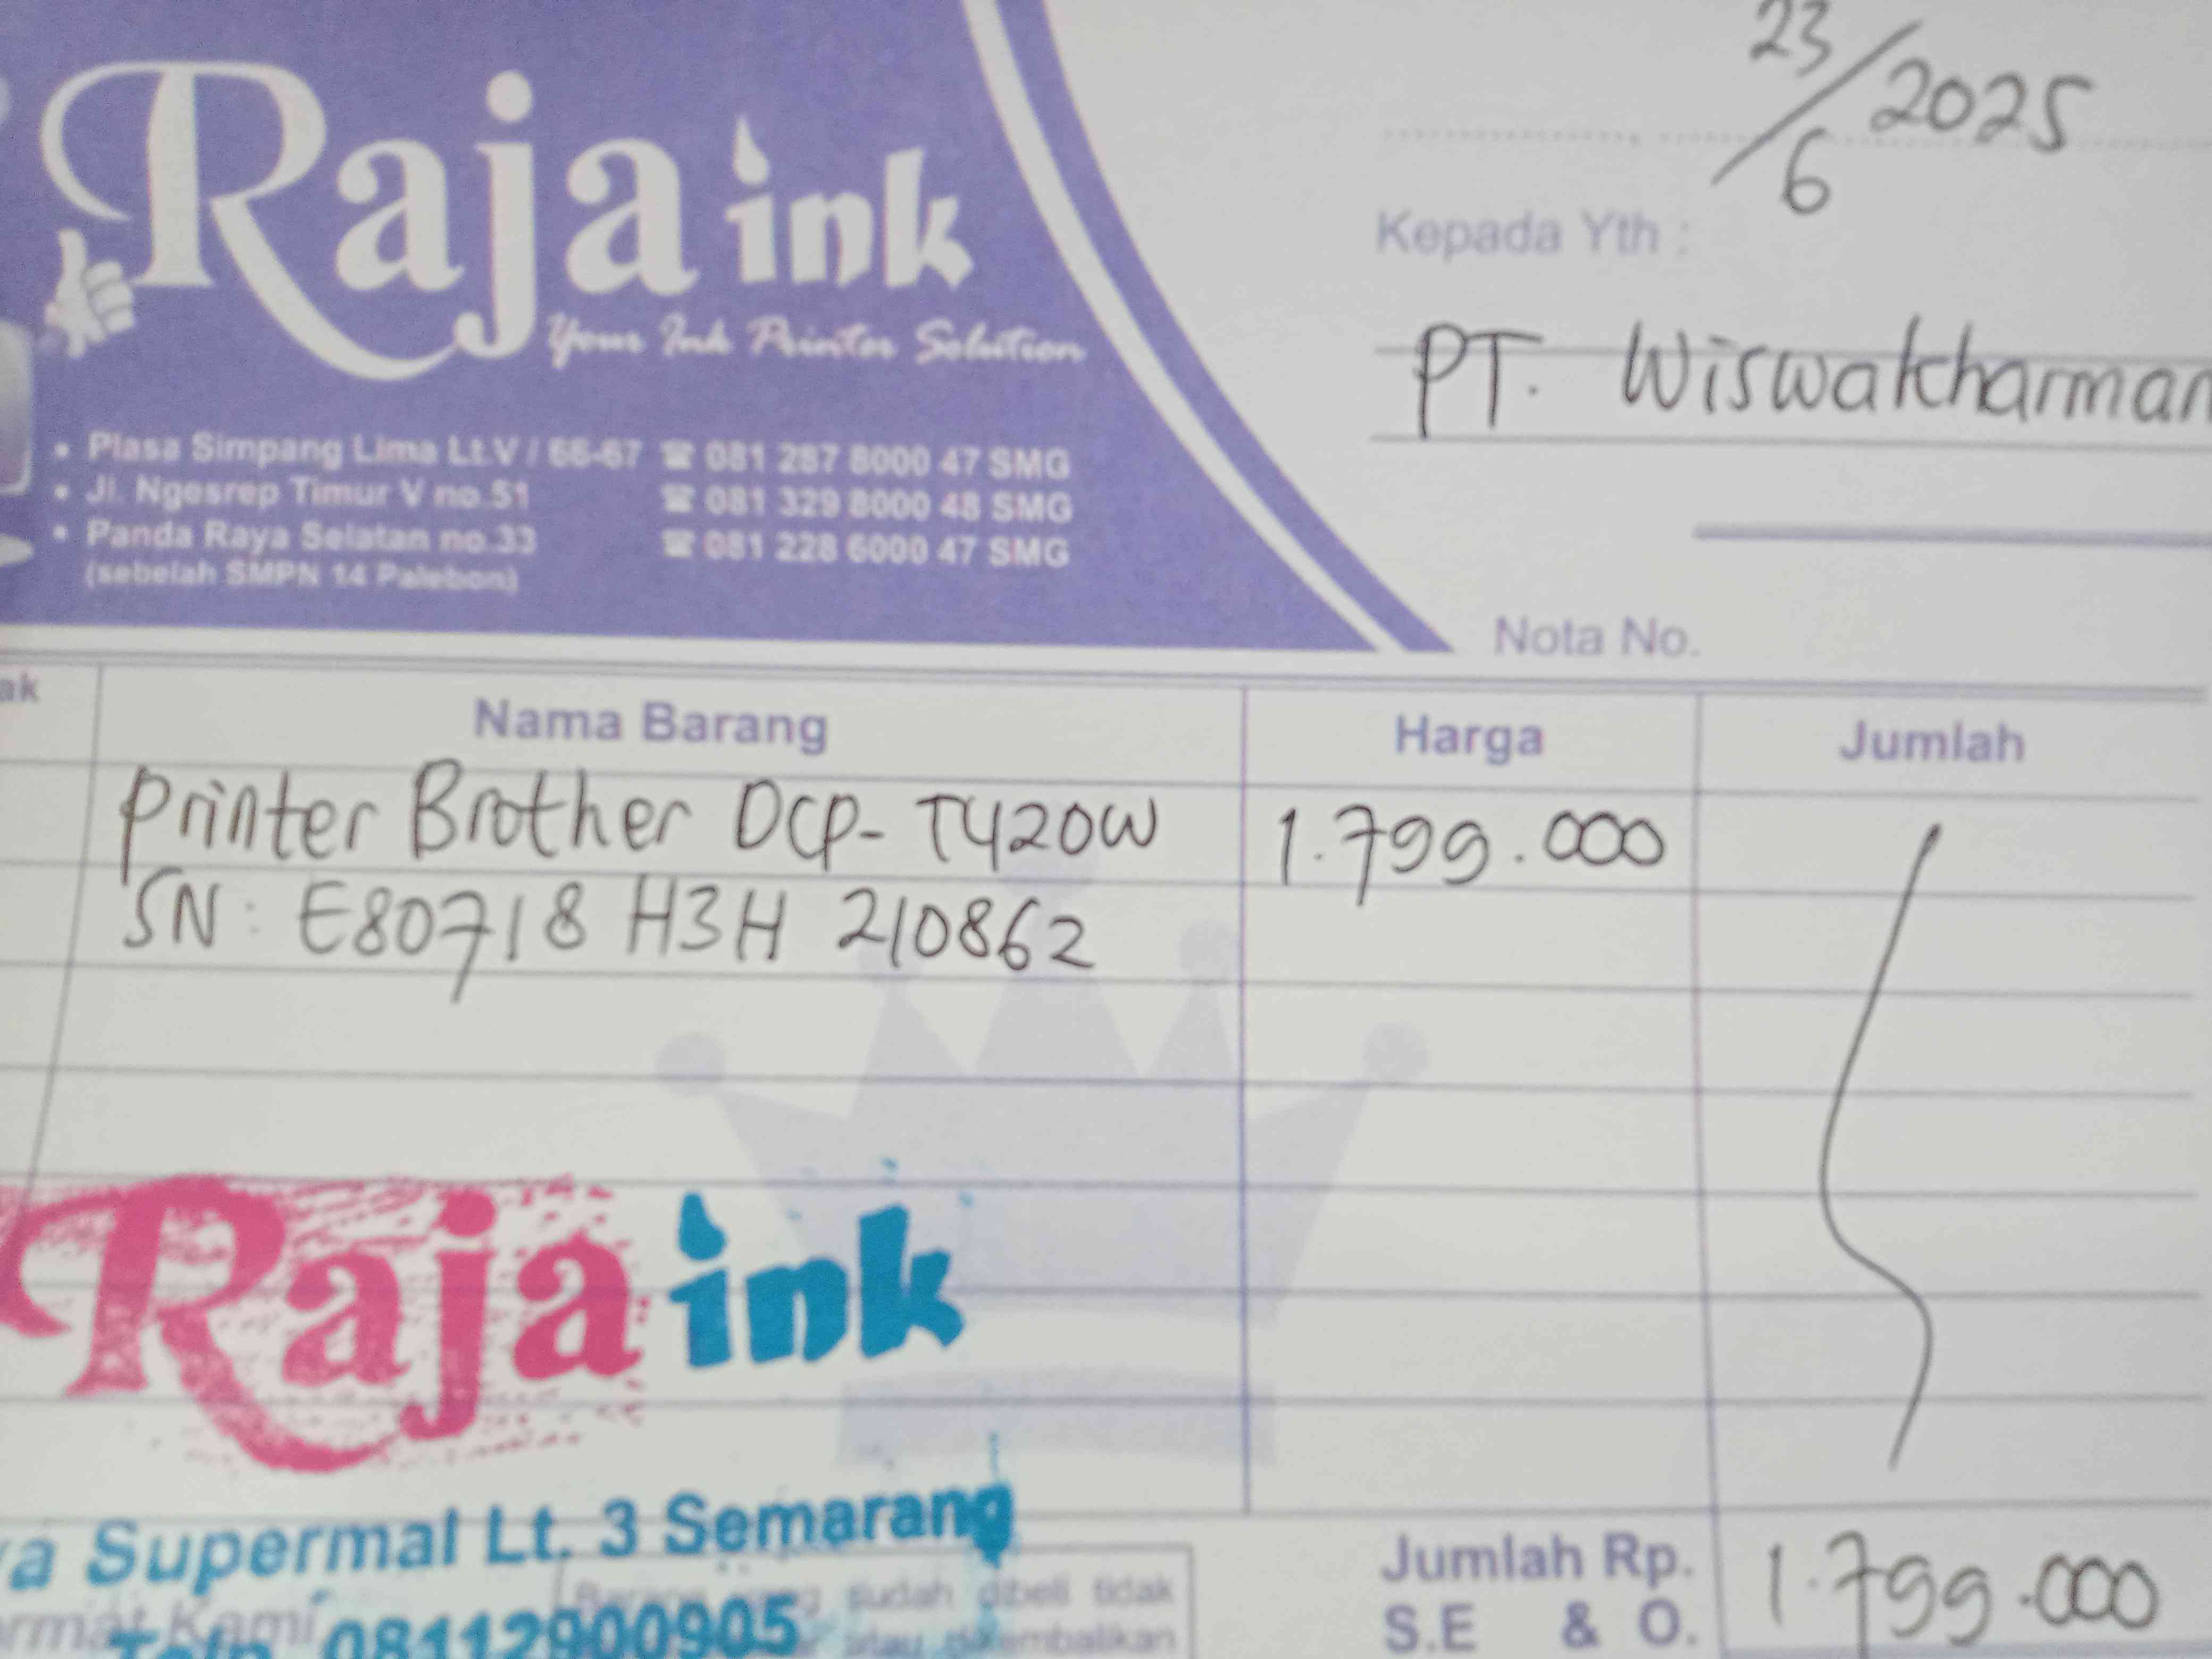 23/6/2025
Raja ink
Your Ink Printer Solution
Kepada Yth :
PT. Wiswakharman
• Plasa Simpang Lima Lt.V / 66-67 ☎ 081 287 8000 47 SMG
• Jl. Ngesrep Timur V no.51 ☎ 081 329 8000 48 SMG
• Panda Raya Selatan no.33 ☎ 081 228 6000 47 SMG
(sebelah SMPN 14 Palebon)
Nota No.
ak Nama Barang Harga Jumlah
Printer Brother DCP-T420W 1.799.000
SN: E80718 H3H 210862
Raja ink
a Supermal Lt. 3 Semarang
Telp. 08112900905
Kami
sudah dibeli tidak
Jumlah Rp. 1.799.000
S.E & O.